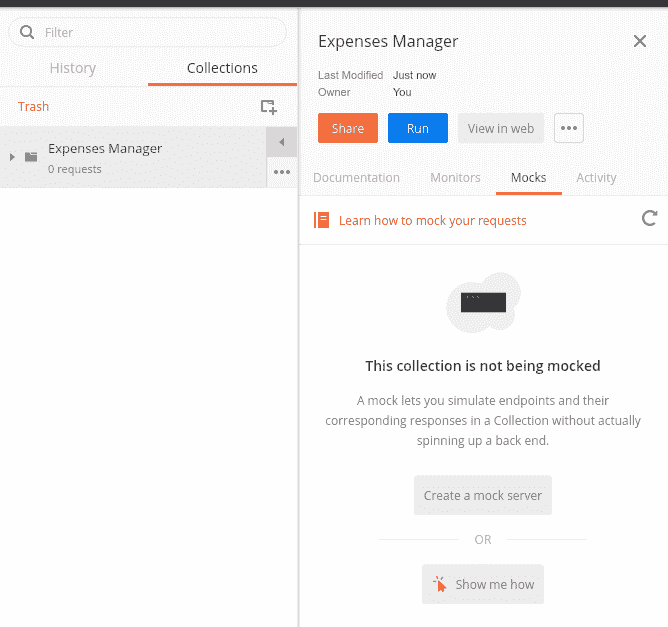 Filter
History Collections
Trash
Expenses Manager
0 requests
Expenses Manager
Last Modified Just now
Owner You
Share Run View in web
Documentation Monitors Mocks Activity
Learn how to mock your requests
This collection is not being mocked
A mock lets you simulate endpoints and their
corresponding responses in a Collection without actually
spinning up a back end.
Create a mock server
OR
Show me how